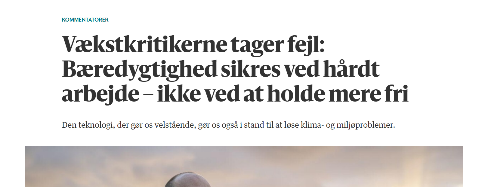 KOMMENTATORER
Vækstkritikerne tager fejl:
Bæredygtighed sikres ved hårdt
arbejde – ikke ved at holde mere fri
Den teknologi, der gør os velstående, gør os også i stand til at løse klima- og miljøproblemer.